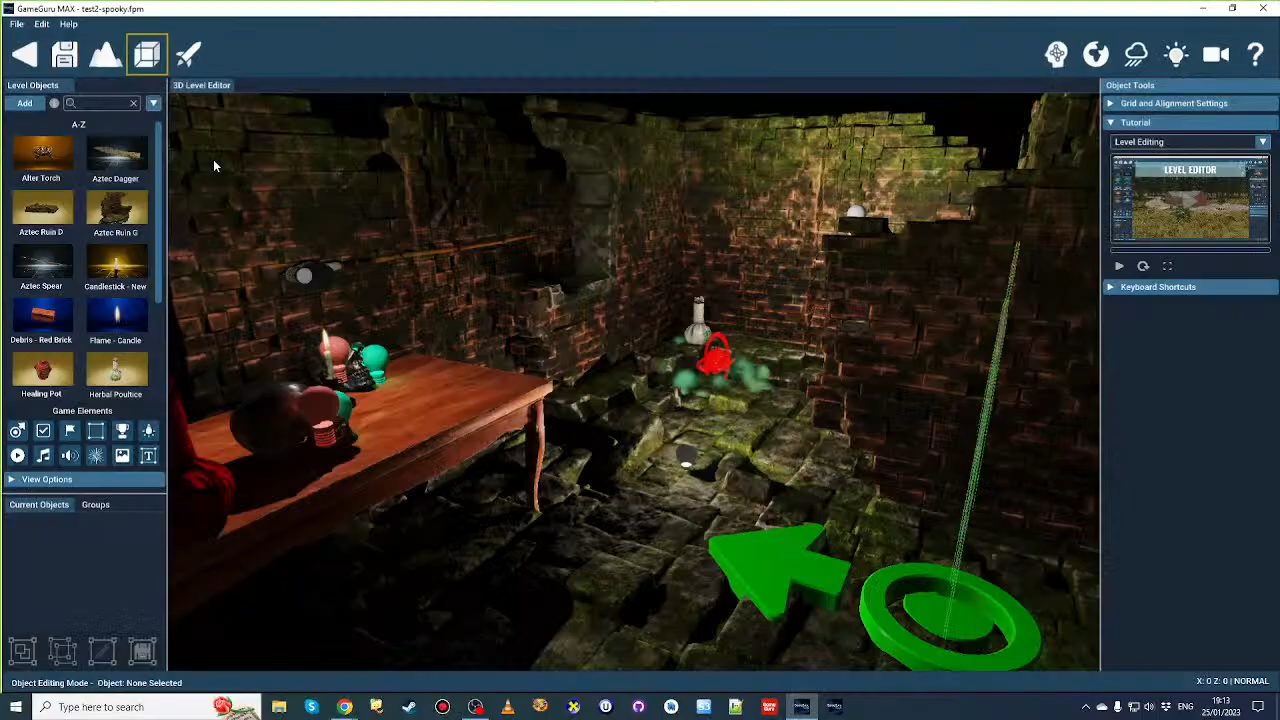 GameGuru MAX - test2-spooky.fpm
File Edit Help
Level Objects
3D Level Editor
Object Tools
Add
Grid and Alignment Settings
A-Z
Tutorial
Level Editing
LEVEL EDITOR
Alter Torch
Aztec Dagger
Aztec Ruin D
Aztec Ruin G
Aztec Spear
Candlestick - New
Keyboard Shortcuts
Debris - Red Brick
Flame - Candle
Healing Pot
Herbal Poultice
Game Elements
View Options
Current Objects
Groups
Object Editing Mode - Object: None Selected
X: 0 Z: 0 | NORMAL
Type here to search
19:13
25/01/2023